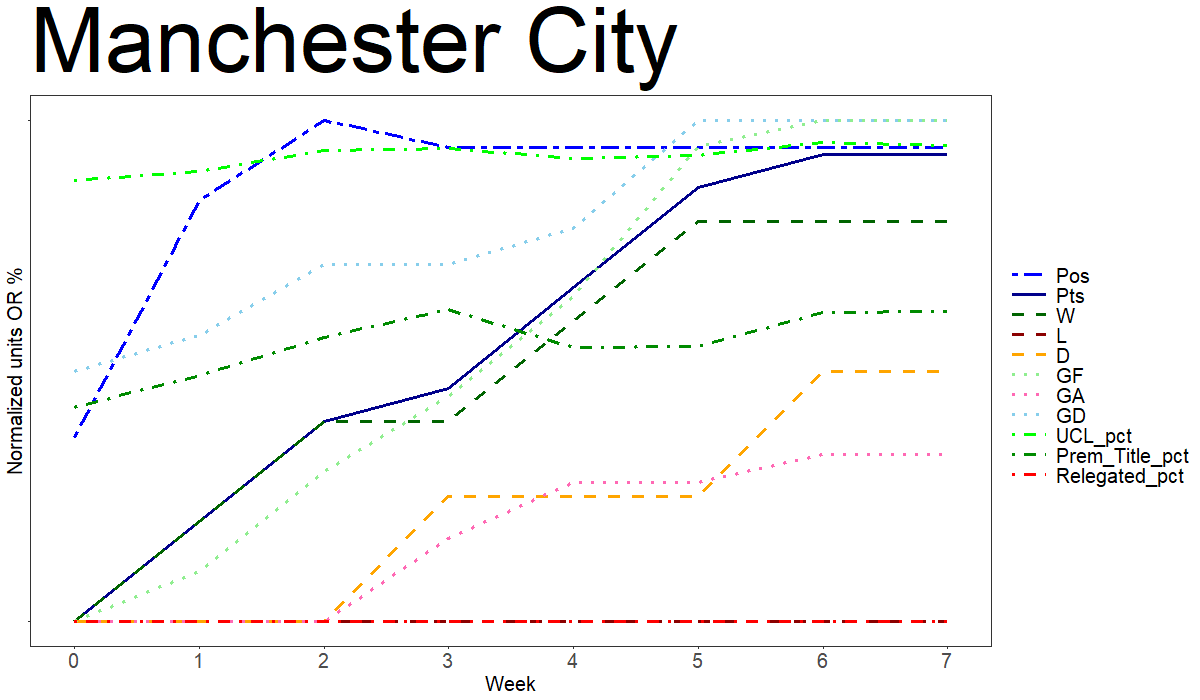 Manchester City
Normalized units OR %
Pos
Pts
W
L
D
GF
GA
GD
UCL_pct
Prem_Title_pct
Relegated_pct
0 1 2 3 4 5 6 7
Week